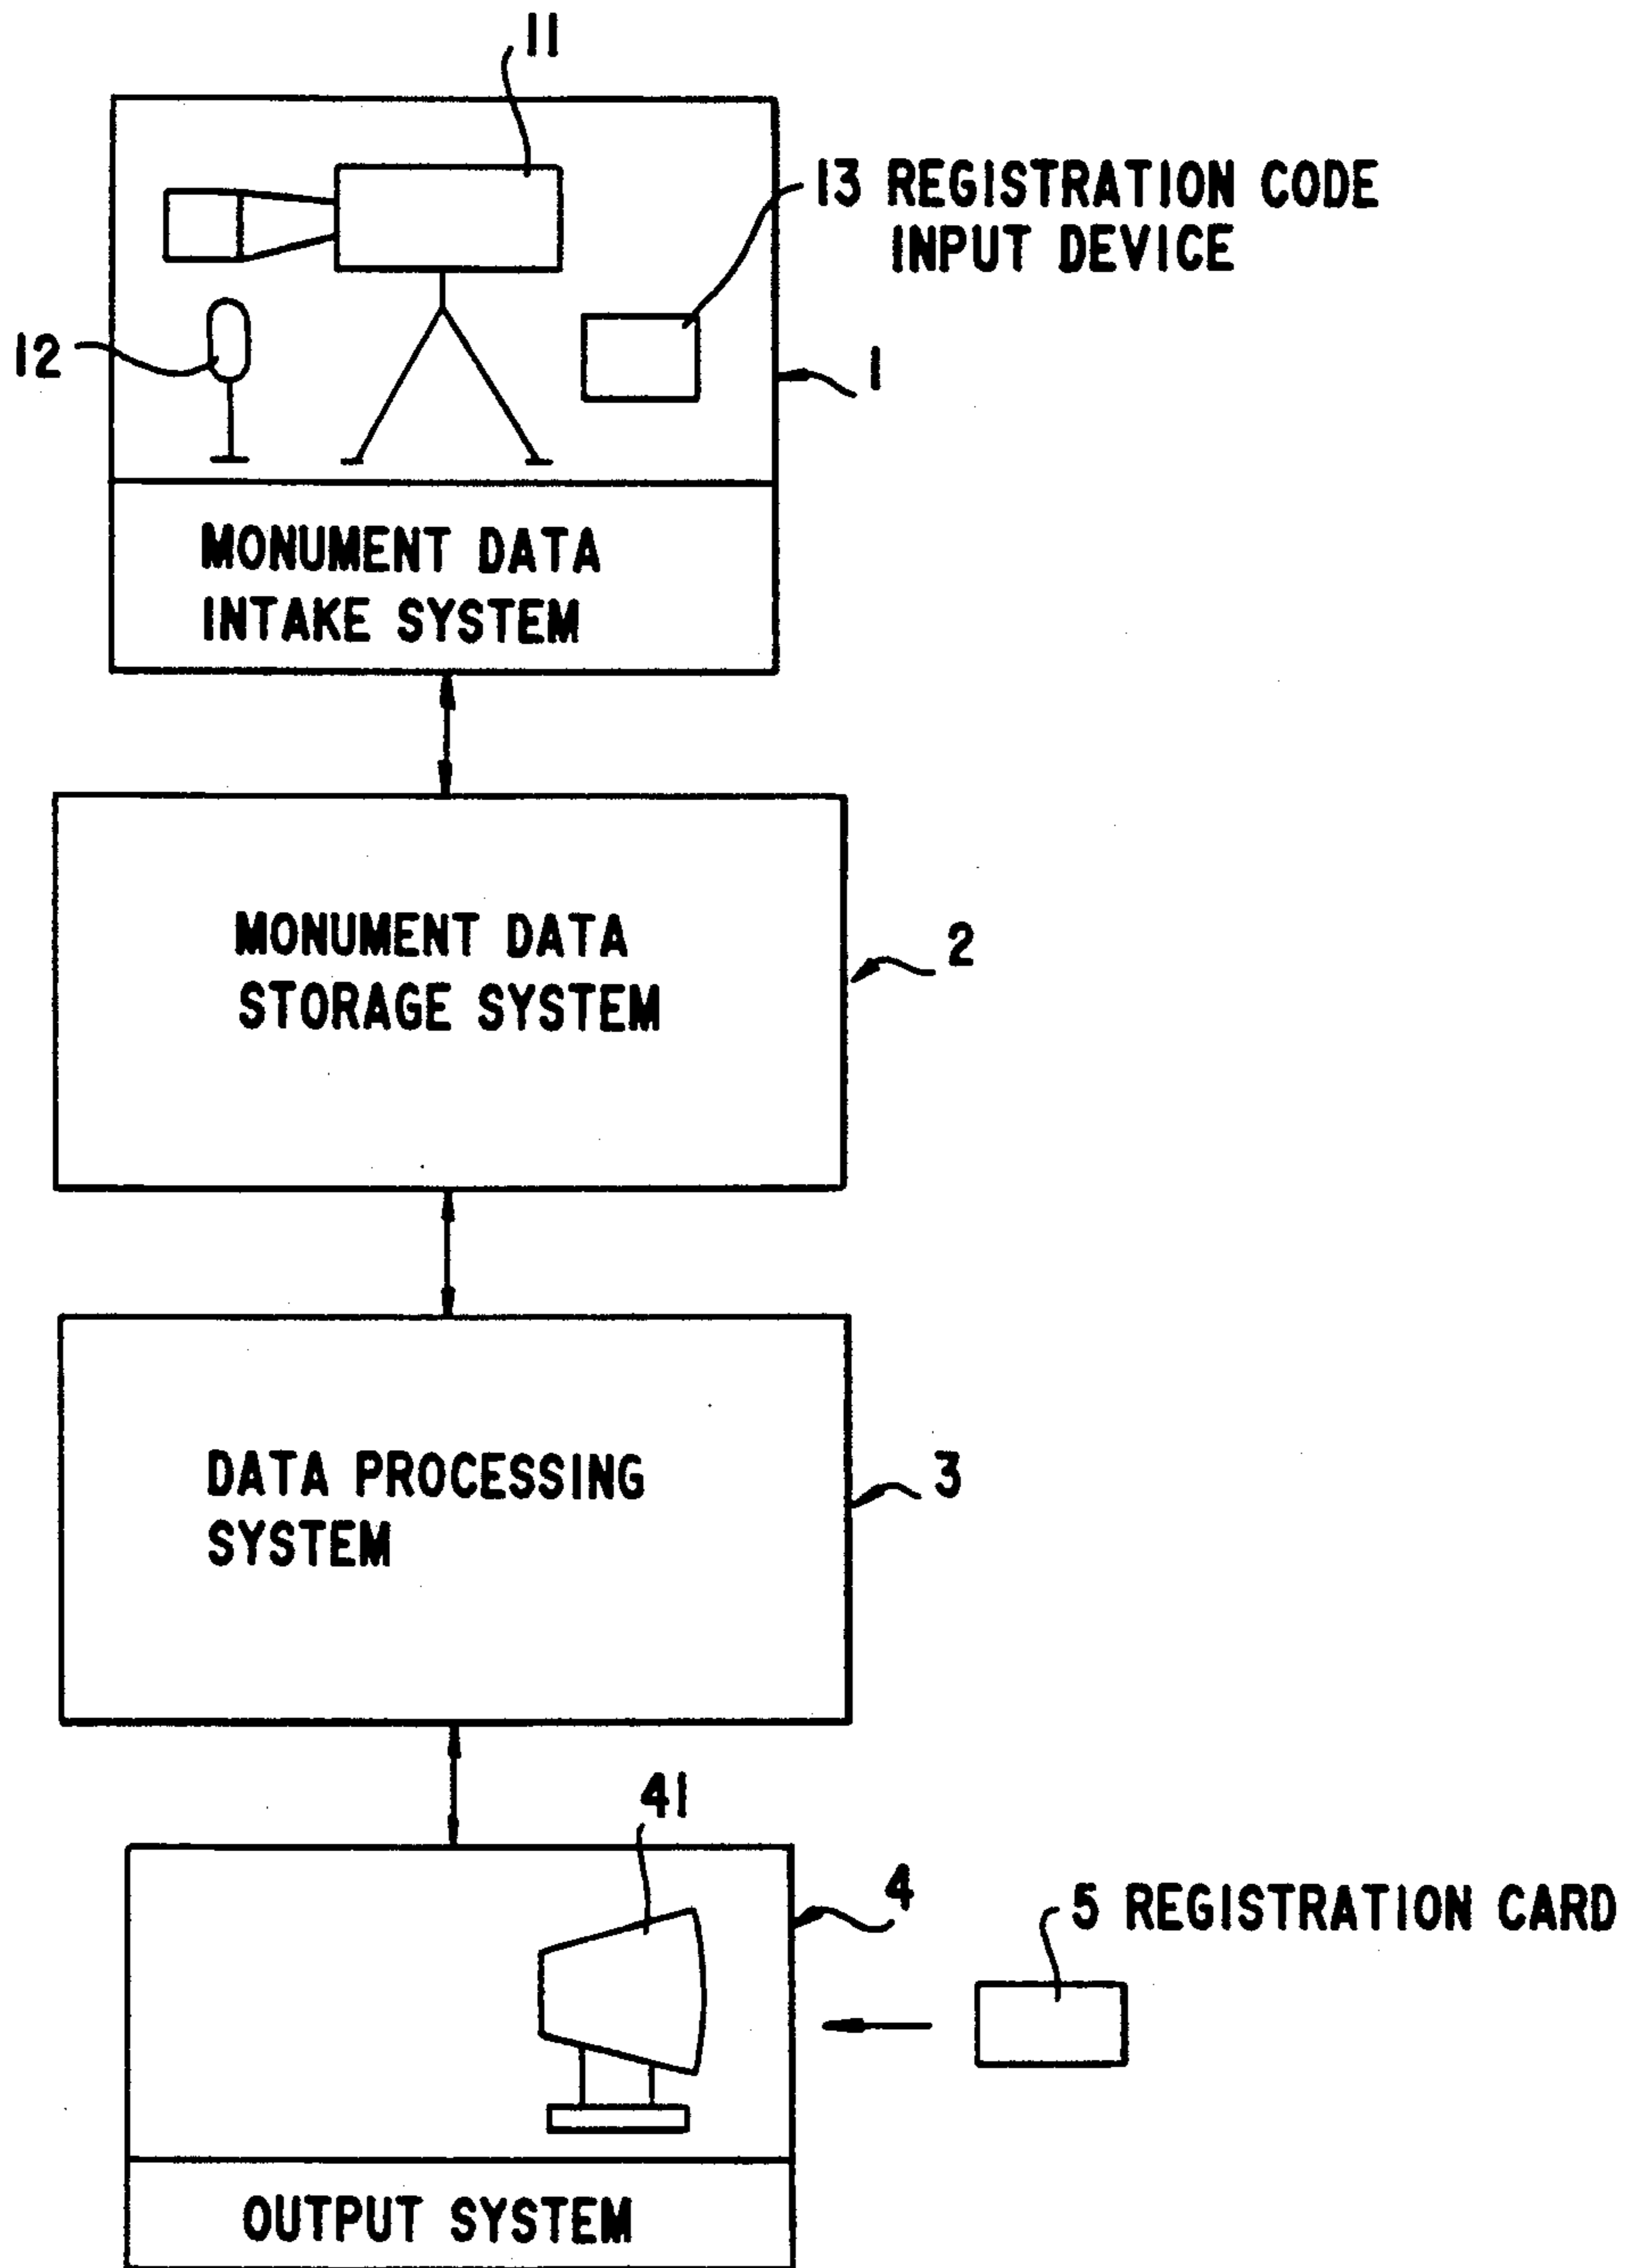 11
13 REGISTRATION CODE
INPUT DEVICE
12
1
MONUMENT DATA
INTAKE SYSTEM
MONUMENT DATA
STORAGE SYSTEM
2
DATA PROCESSING
SYSTEM
3
41
4
5 REGISTRATION CARD
OUTPUT SYSTEM